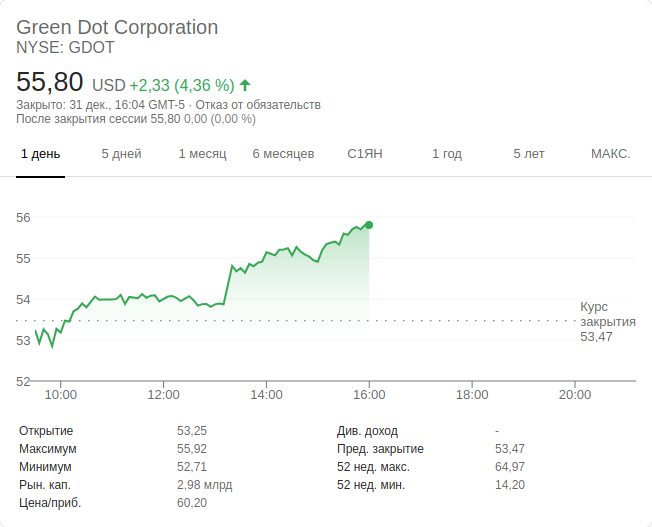 Green Dot Corporation
NYSE: GDOT
55,80 USD +2,33 (4,36 %)
Закрыто: 31 дек., 16:04 GMT-5 · Отказ от обязательств
После закрытия сессии 55,80 0,00 (0,00 %)
1 день 5 дней 1 месяц 6 месяцев С1ЯН 1 год 5 лет МАКС.
56
55
54
53
52
Курс
закрытия
53,47
10:00 12:00 14:00 16:00 18:00 20:00
Открытие 53,25 Див. доход -
Максимум 55,92 Пред. закрытие 53,47
Минимум 52,71 52 нед. макс. 64,97
Рын. кап. 2,98 млрд 52 нед. мин. 14,20
Цена/приб. 60,20